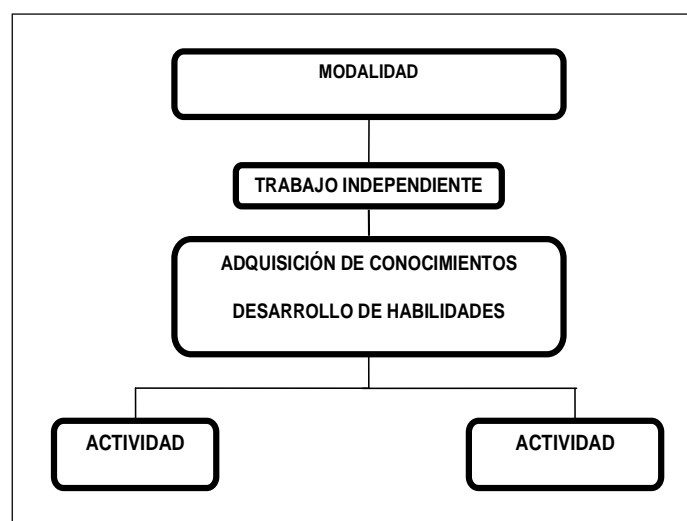 MODALIDAD
TRABAJO INDEPENDIENTE
ADQUISICIÓN DE CONOCIMIENTOS
DESARROLLO DE HABILIDADES
ACTIVIDAD
ACTIVIDAD